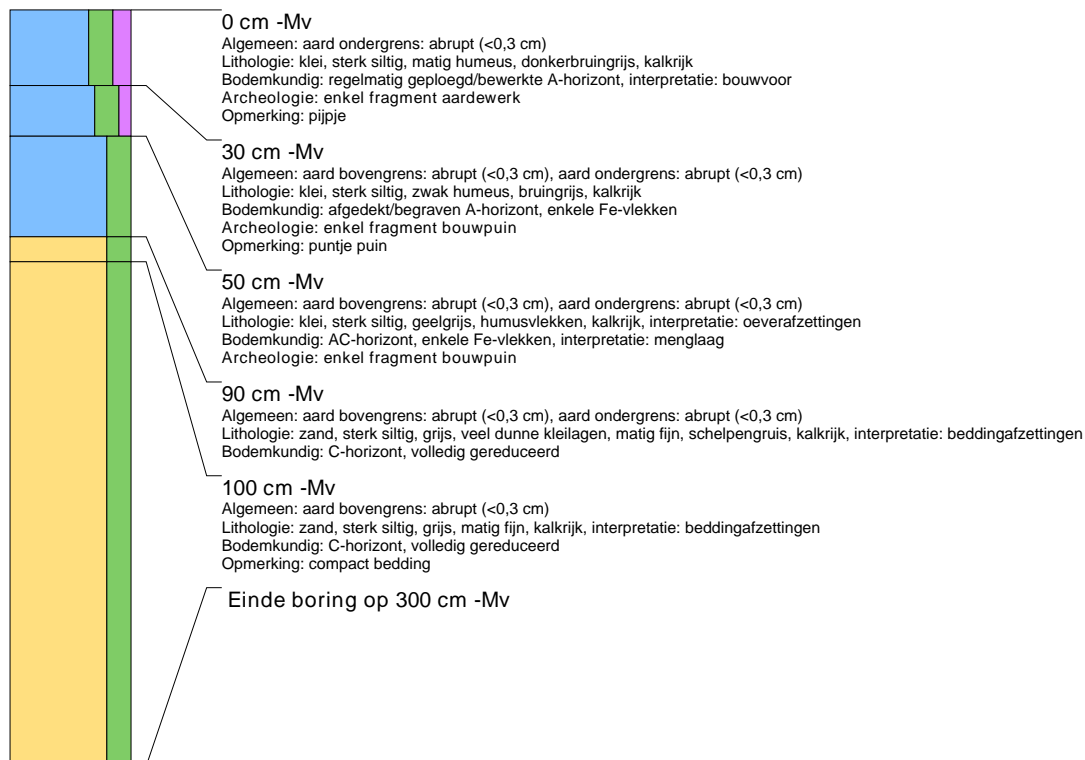 0 cm -Mv
Algemeen: aard ondergrens: abrupt (<0,3 cm)
Lithologie: klei, sterk siltig, matig humeus, donkerbruingrijs, kalkrijk
Bodemkundig: regelmatig geploegd/bewerkte A-horizont, interpretatie: bouwvoor
Archeologie: enkel fragment aardewerk
Opmerking: pijpje
30 cm -Mv
Algemeen: aard bovengrens: abrupt (<0,3 cm), aard ondergrens: abrupt (<0,3 cm)
Lithologie: klei, sterk siltig, zwak humeus, bruingrijs, kalkrijk
Bodemkundig: afgedekt/begraven A-horizont, enkele Fe-vlekken
Archeologie: enkel fragment bouwpuin
Opmerking: puntje puin
50 cm -Mv
Algemeen: aard bovengrens: abrupt (<0,3 cm), aard ondergrens: abrupt (<0,3 cm)
Lithologie: klei, sterk siltig, geelgrijs, humusvlekken, kalkrijk, interpretatie: oeverafzettingen
Bodemkundig: AC-horizont, enkele Fe-vlekken, interpretatie: menglaag
Archeologie: enkel fragment bouwpuin
90 cm -Mv
Algemeen: aard bovengrens: abrupt (<0,3 cm), aard ondergrens: abrupt (<0,3 cm)
Lithologie: zand, sterk siltig, grijs, veel dunne kleilagen, matig fijn, schelpengruis, kalkrijk, interpretatie: beddingafzettingen
Bodemkundig: C-horizont, volledig gereduceerd
100 cm -Mv
Algemeen: aard bovengrens: abrupt (<0,3 cm)
Lithologie: zand, sterk siltig, grijs, matig fijn, kalkrijk, interpretatie: beddingafzettingen
Bodemkundig: C-horizont, volledig gereduceerd
Opmerking: compact bedding
Einde boring op 300 cm -Mv